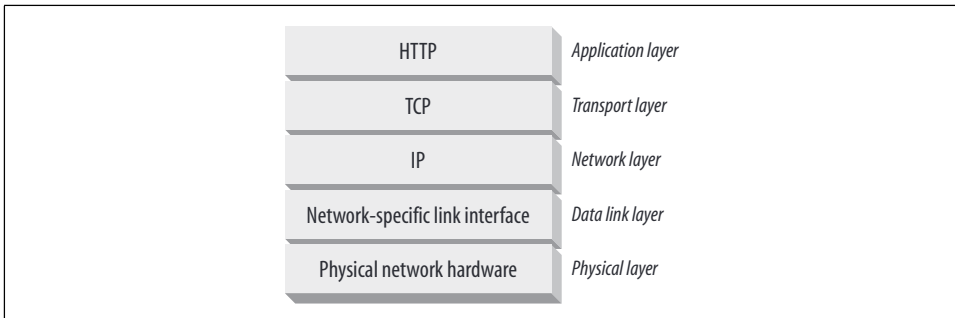 HTTP Application layer
TCP Transport layer
IP Network layer
Network-specific link interface Data link layer
Physical network hardware Physical layer